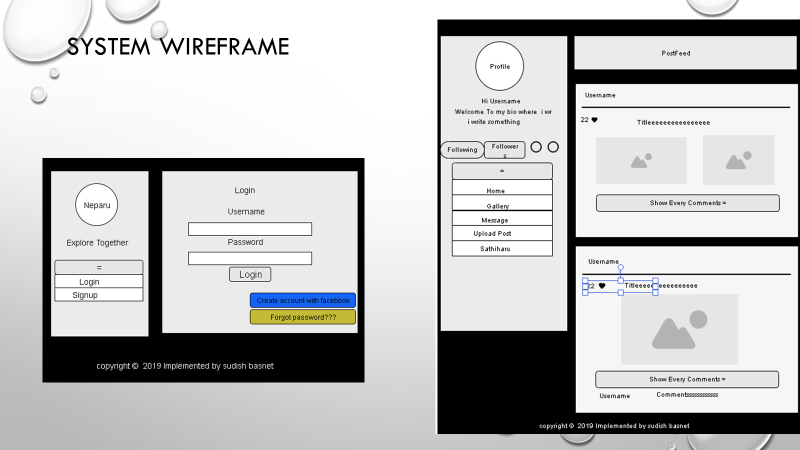 SYSTEM WIREFRAME
Neparu
Explore Together
=
Login
Signup
Login
Username
Password
Login
Create account with facebbok
Forgot password???
copyright © 2019 Implemented by sudish basnet
Profile
Hi Username
Welcome To my bio where i wr
i write something
Following
Follower
s
=
Home
Gallery
Message
Upload Post
Sathiharu
PostFeed
Username
22
Titleeeeeeeeeeeeeeee
Show Every Comments =
Username
22
Titleeeeeeeeeeeeeeee
Show Every Comments =
Username
Commentssssssssssss
copyright © 2019 Implemented by sudish basnet